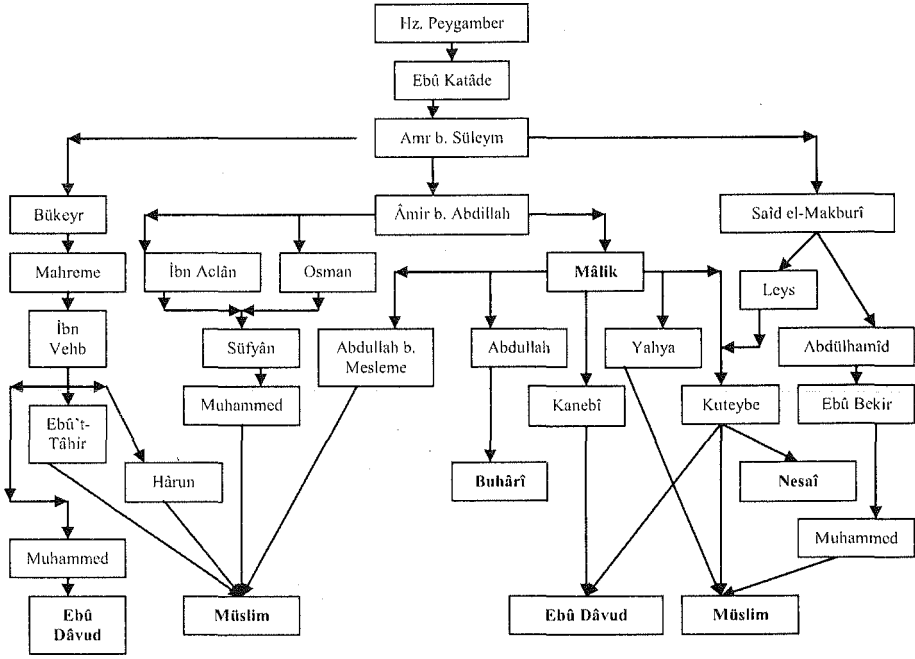 Hz. Peygamber
Ebû Katâde
Amr b. Süleym
Bükeyr
Âmir b. Abdillah
Saîd el-Makburî
Mahreme
İbn Aclân
Osman
Mâlik
Leys
İbn
Vehb
Süfyân
Abdullah b.
Mesleme
Abdullah
Yahya
Abdülhamîd
Muhammed
Kanebî
Kuteybe
Ebû Bekir
Ebû't-
Tâhir
Hârun
Buhârî
Nesaî
Muhammed
Muhammed
Ebû
Dâvud
Müslim
Ebû Dâvud
Müslim